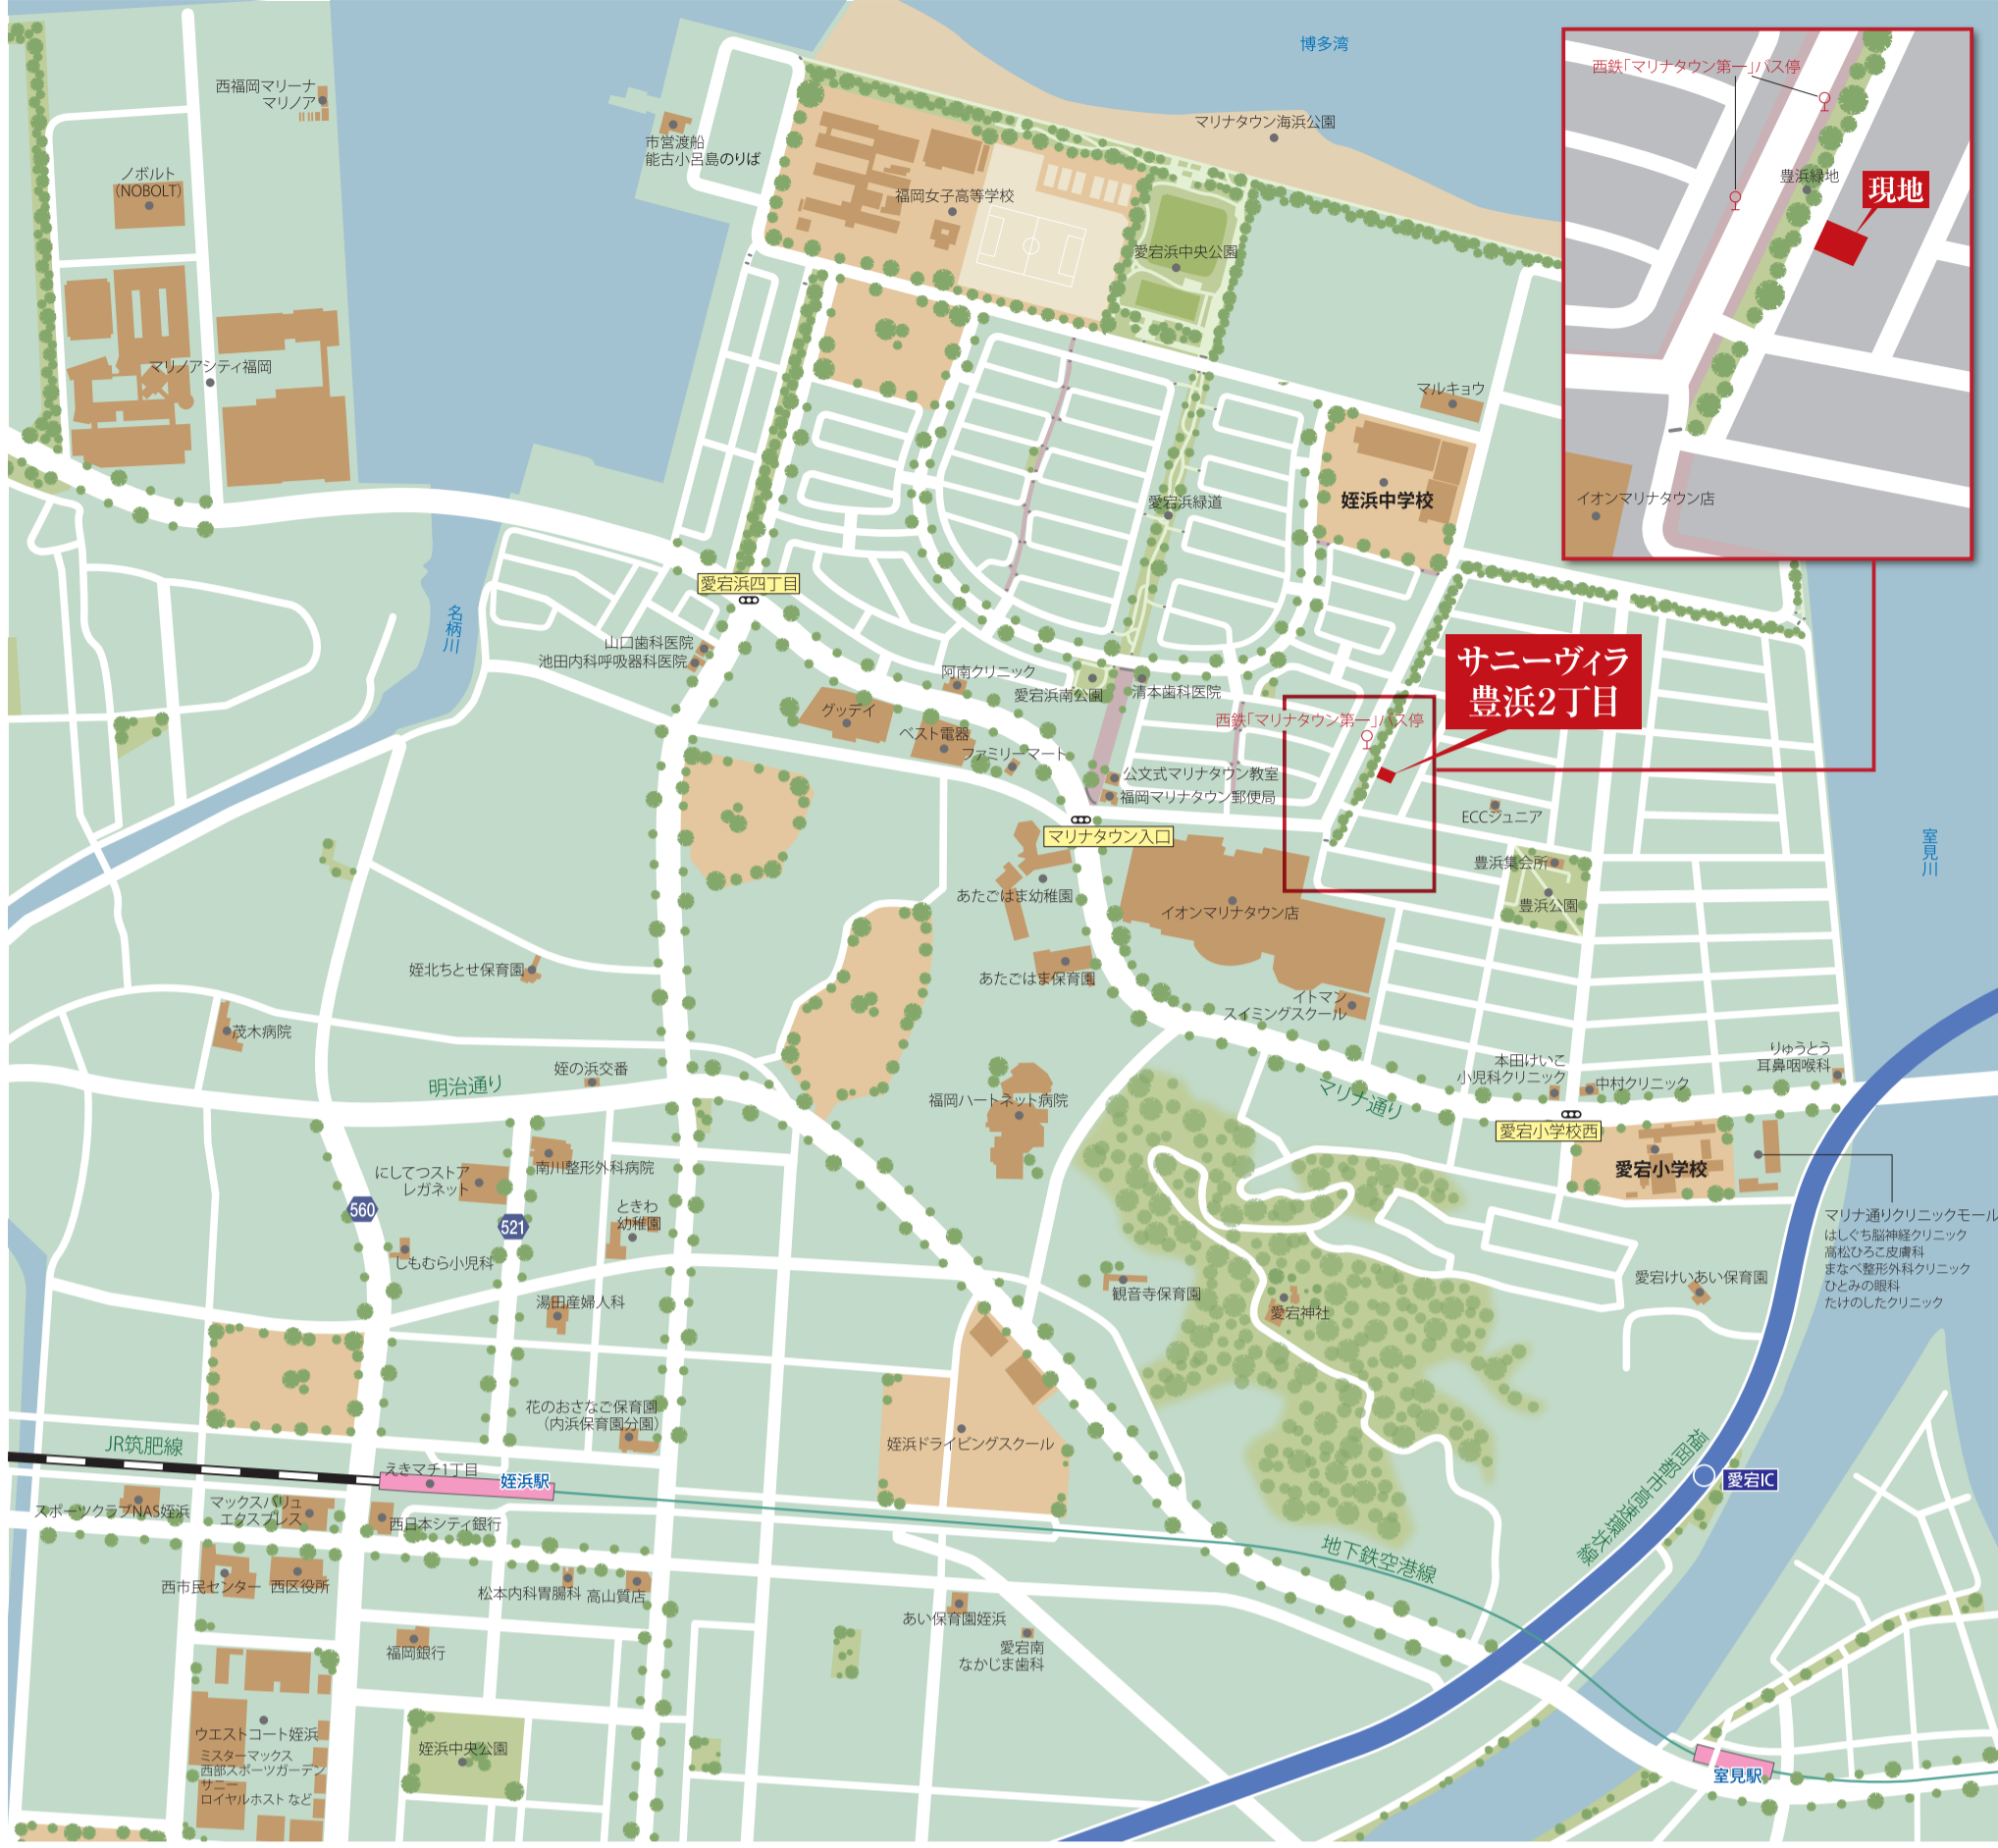 博多湾
西福岡マリーナ
マリノア
ノボルト
(NOBOLT)
マリノアシティ福岡
市営渡船
能古小呂島のりば
福岡女子高等学校
マリナタウン海浜公園
愛宕浜中央公園
マルキョウ
姪浜中学校
愛宕浜緑道
西鉄「マリナタウン第一」バス停
豊浜緑地
現地
イオンマリナタウン店
名柄川
愛宕浜四丁目
山口歯科医院
池田内科呼吸器科医院
阿南クリニック
愛宕浜南公園
清本歯科医院
サニーヴィラ
豊浜2丁目
西鉄「マリナタウン第一」バス停
グッデイ
ベスト電器
ファミリーマート
公文式マリナタウン教室
福岡マリナタウン郵便局
マリナタウン入口
ECCジュニア
豊浜集会所
豊浜公園
室見川
あたごはま幼稚園
イオンマリナタウン店
あたごはま保育園
イトマン
スイミングスクール
姪北ちとせ保育園
茂木病院
姪の浜交番
明治通り
福岡ハートネット病院
マリナ通り
本田けいこ
小児科クリニック
中村クリニック
りゅうとう
耳鼻咽喉科
愛宕小学校西
愛宕小学校
マリナ通りクリニックモール
はしぐち脳神経クリニック
高松ひろこ皮膚科
まなべ整形外科クリニック
ひとみの眼科
たけのしたクリニック
にしてつストア
レガネット
南川整形外科病院
560
521
ときわ
幼稚園
しもむら小児科
湯田産婦人科
観音寺保育園
愛宕神社
愛宕けいあい保育園
花のおさなご保育園
(内浜保育園分園)
姪浜ドライビングスクール
JR筑肥線
えきマチ1丁目
姪浜駅
福岡都市高速環状線
愛宕IC
スポーツクラブNAS姪浜
マックスバリュ
エクスプレス
西日本シティ銀行
地下鉄空港線
西市民センター
西区役所
松本内科胃腸科
高山質店
あい保育園姪浜
愛宕南
なかじま歯科
福岡銀行
ウエストコート姪浜
ミスターマックス
西部スポーツガーデン
サニー
ロイヤルホスト など
姪浜中央公園
室見駅